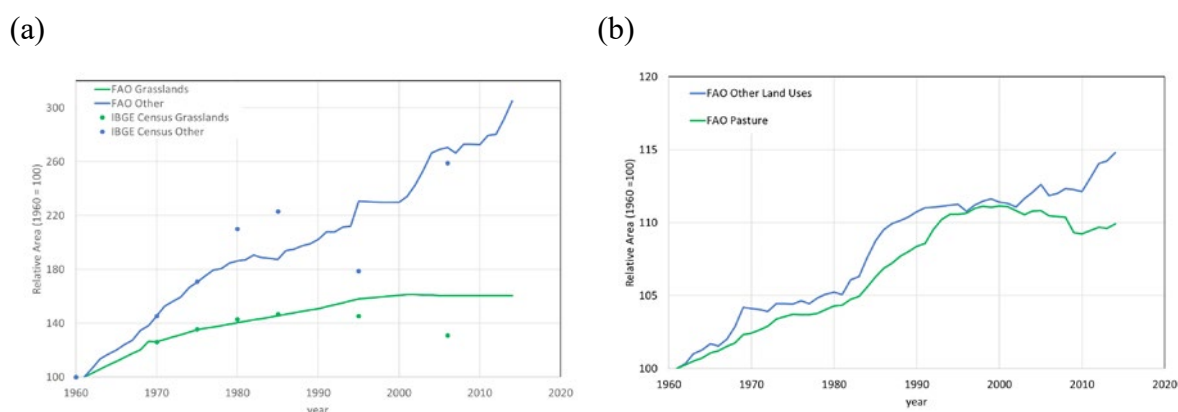 (a)
(b)
FAO Grasslands
FAO Other
IBGE Census Grasslands
IBGE Census Other
300
260
220
180
140
100
Relative Area (1960 = 100)
1960 1970 1980 1990 2000 2010 2020
year
120
115
110
105
100
FAO Other Land Uses
FAO Pasture
Relative Area (1960 =100)
1960 1970 1980 1990 2000 2010 2020
year